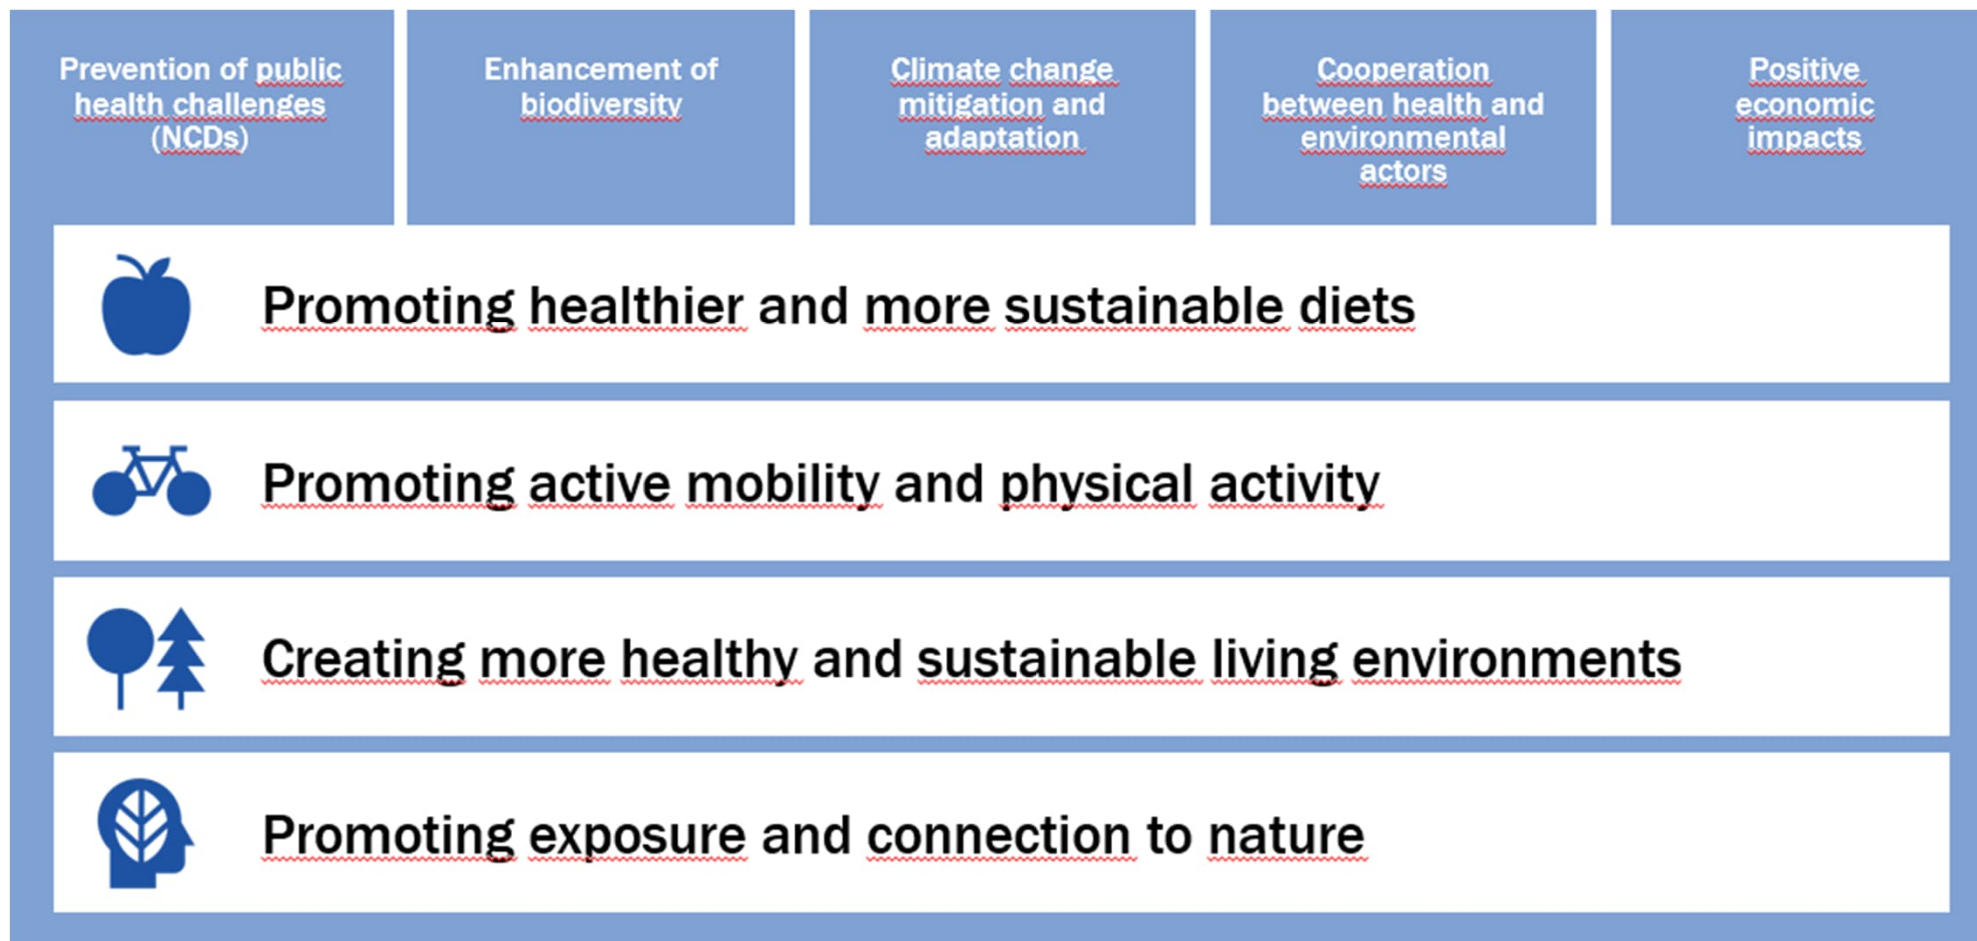 Prevention of public
health challenges
(NCDs)
Enhancement of
biodiversity
Climate change
mitigation and
adaptation
Cooperation
between health and
environmental
actors
Positive
economic
impacts
Promoting healthier and more sustainable diets
Promoting active mobility and physical activity
Creating more healthy and sustainable living environments
Promoting exposure and connection to nature